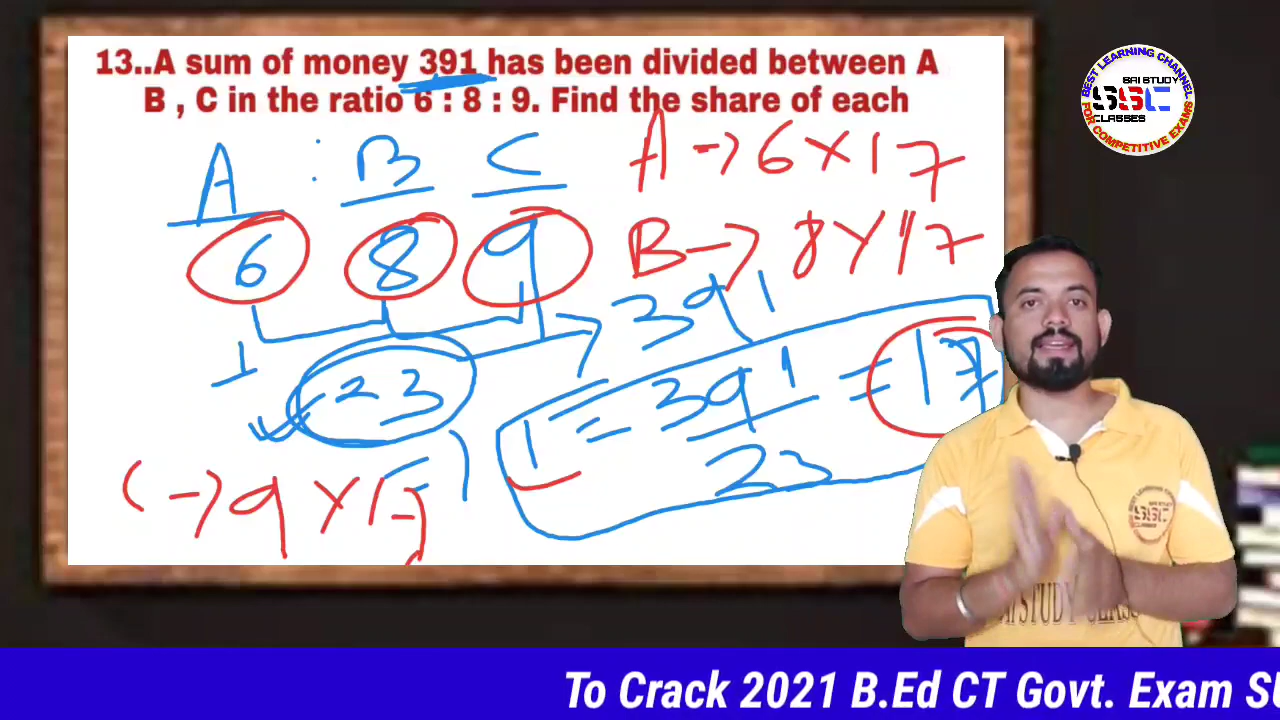 13..A sum of money 391 has been divided between A
B , C in the ratio 6 : 8 : 9. Find the share of each
A : B C
6 8 9
1
23
391
1 = 391/23 = 17
A → 6 X 17
B → 8 X 17
C → 9 X 17
BEST LEARNING CHANNEL
SAI STUDY
SSC
CLASSES
FOR COMPETITIVE EXAMS
SSC
To Crack 2021 B.Ed CT Govt. Exam